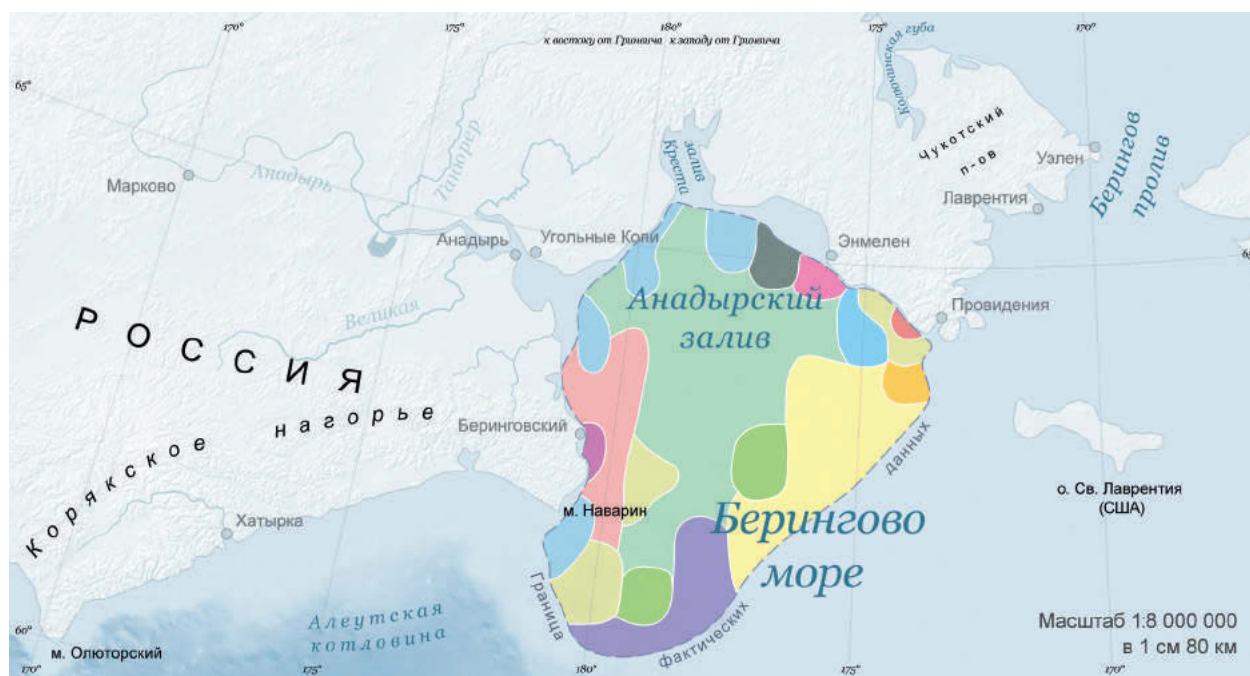 170°
175°
180°
175°
170°
к востоку от Гринвича
к западу от Гринвича
Колючинская губа
65°
Чукотский
п-ов
Уэлен
Берингов
пролив
залив
Креста
Танюрер
Марково
Анадырь
Лаврентия
Анадырь
Угольные Копи
Энмелен
65°
Анадырский
залив
Провидения
Великая
РОССИЯ
Корякское нагорье
Беринговский
данных
о. Св. Лаврентия
(США)
м. Наварин
Хатырка
Берингово
море
Граница
фактических
Алеутская
котловина
Масштаб 1:8 000 000
в 1 см 80 км
60°
м. Олюторский
170°
175°
180°
175°
170°